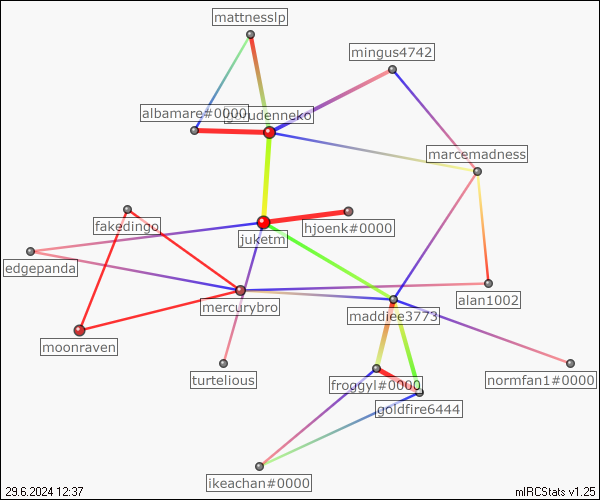 mattnesslp
mingus4742
albamare#0000
marcemadness
fakedingo
hjoenk#0000
juketm
edgepanda
mercurybro
alan1002
maddiee3773
moonraven
turtelious
froggyl#0000
normfan1#0000
goldfire6444
ikeachan#0000
29.6.2024 12:37
mIRCStats v1.25